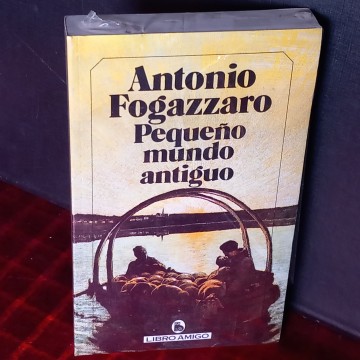 Antonio
Fogazzaro
Pequeño
mundo
antiguo
LIBRO AMIGO